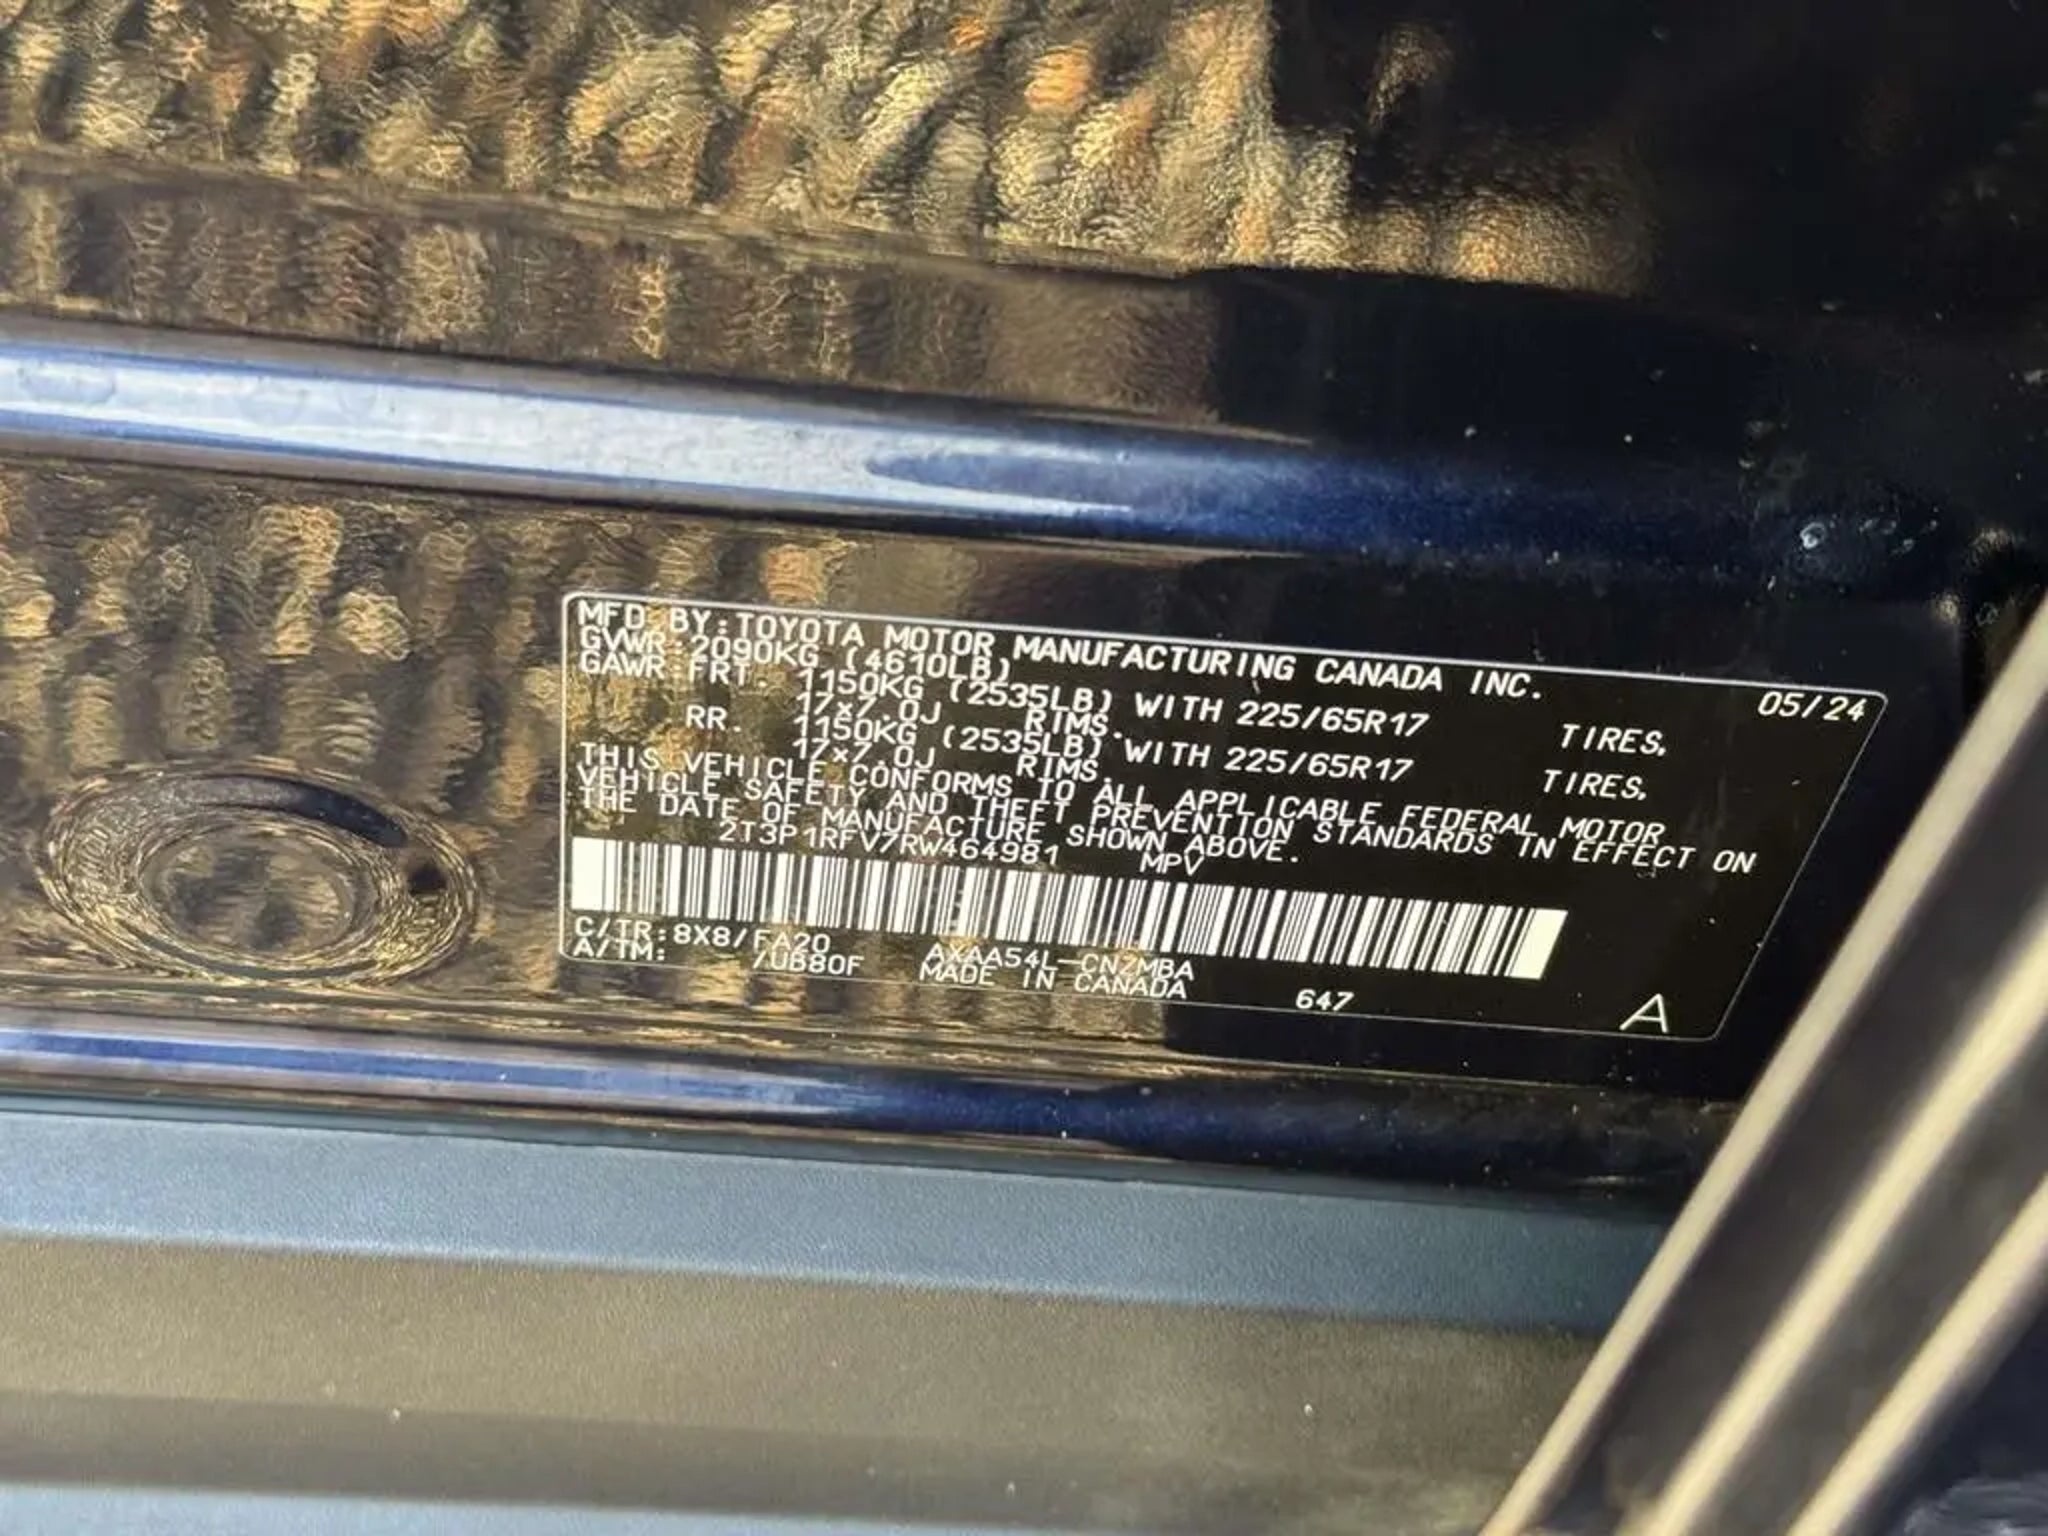 MFD BY:TOYOTA MOTOR MANUFACTURING CANADA INC. 05/24
GVWR:2090KG (4610LB)
GAWR:FRT. 1150KG (2535LB) WITH 225/65R17 TIRES,
17×7.0J RIMS.
RR. 1150KG (2535LB) WITH 225/65R17 TIRES,
17×7.0J RIMS.
THIS VEHICLE CONFORMS TO ALL APPLICABLE FEDERAL MOTOR
VEHICLE SAFETY AND THEFT PREVENTION STANDARDS IN EFFECT ON
THE DATE OF MANUFACTURE SHOWN ABOVE.
2T3P1RFV7RW464981 MPV
C/TR:8X8/FA20 AXAA54L-CNZMBA
A/TM: /UB80F MADE IN CANADA 647 A